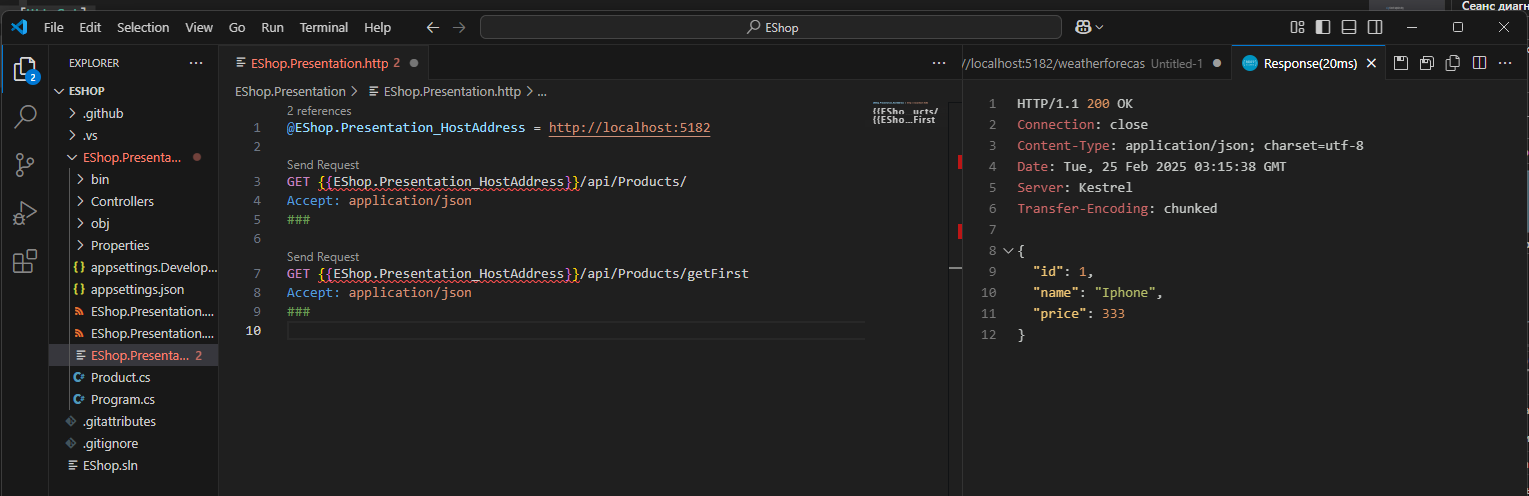 Сеанс диагн
File Edit Selection View Go Run Terminal Help
EShop
EXPLORER
2
ESHOP
.github
.vs
EShop.Presenta...
bin
Controllers
obj
Properties
appsettings.Develop...
appsettings.json
EShop.Presentation....
EShop.Presentation....
EShop.Presenta... 2
Product.cs
Program.cs
.gitattributes
.gitignore
EShop.sln
EShop.Presentation.http 2
EShop.Presentation > EShop.Presentation.http > ...
2 references
1 @EShop.Presentation_HostAddress = http://localhost:5182
2
Send Request
3 GET {{EShop.Presentation_HostAddress}}/api/Products/
4 Accept: application/json
5 ###
6
Send Request
7 GET {{EShop.Presentation_HostAddress}}/api/Products/getFirst
8 Accept: application/json
9 ###
10
{{ESho...ucts/
{{ESho...First
//localhost:5182/weatherforecas Untitled-1
Response(20ms)
1 HTTP/1.1 200 OK
2 Connection: close
3 Content-Type: application/json; charset=utf-8
4 Date: Tue, 25 Feb 2025 03:15:38 GMT
5 Server: Kestrel
6 Transfer-Encoding: chunked
7
8 {
9 "id": 1,
10 "name": "Iphone",
11 "price": 333
12 }